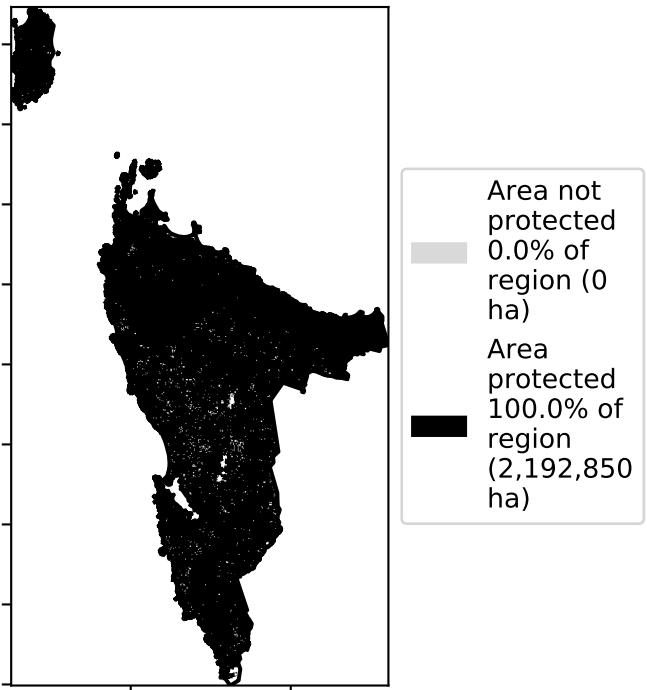 Area not
protected
0.0% of
region (0
ha)
Area
protected
100.0% of
region
(2,192,850
ha)